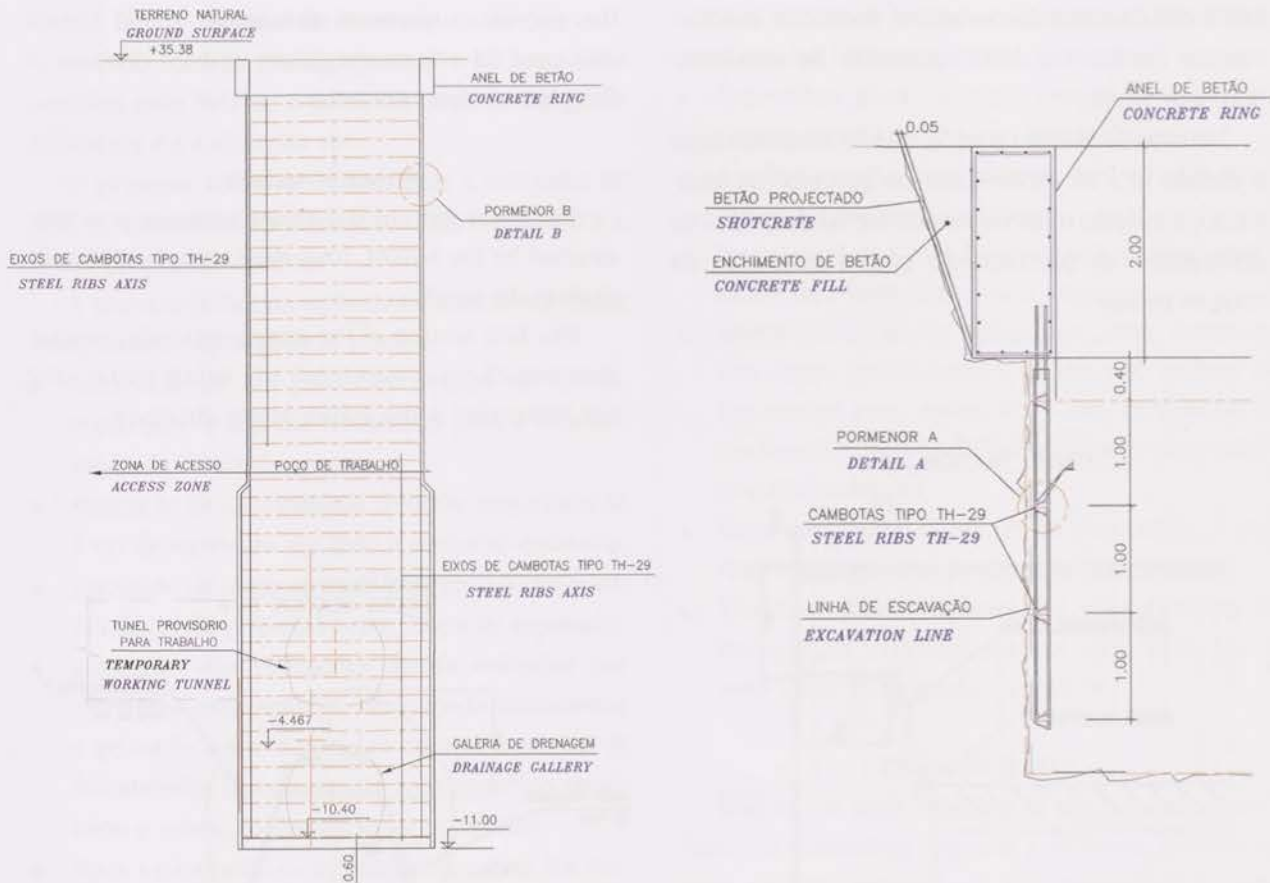 TERRENO NATURAL
GROUND SURFACE
+35.38
ANEL DE BETÃO
CONCRETE RING
PORMENOR B
DETAIL B
EIXOS DE CAMBOTAS TIPO TH-29
STEEL RIBS AXIS
ZONA DE ACESSO
ACCESS ZONE
POÇO DE TRABALHO
EIXOS DE CAMBOTAS TIPO TH-29
STEEL RIBS AXIS
TUNEL PROVISORIO
PARA TRABALHO
TEMPORARY
WORKING TUNNEL
-4.467
GALERIA DE DRENAGEM
DRAINAGE GALLERY
-10.40
-11.00
0.60
ANEL DE BETÃO
CONCRETE RING
0.05
BETÃO PROJECTADO
SHOTCRETE
ENCHIMENTO DE BETÃO
CONCRETE FILL
2.00
0.40
PORMENOR A
DETAIL A
1.00
CAMBOTAS TIPO TH-29
STEEL RIBS TH-29
1.00
LINHA DE ESCAVAÇÃO
EXCAVATION LINE
1.00